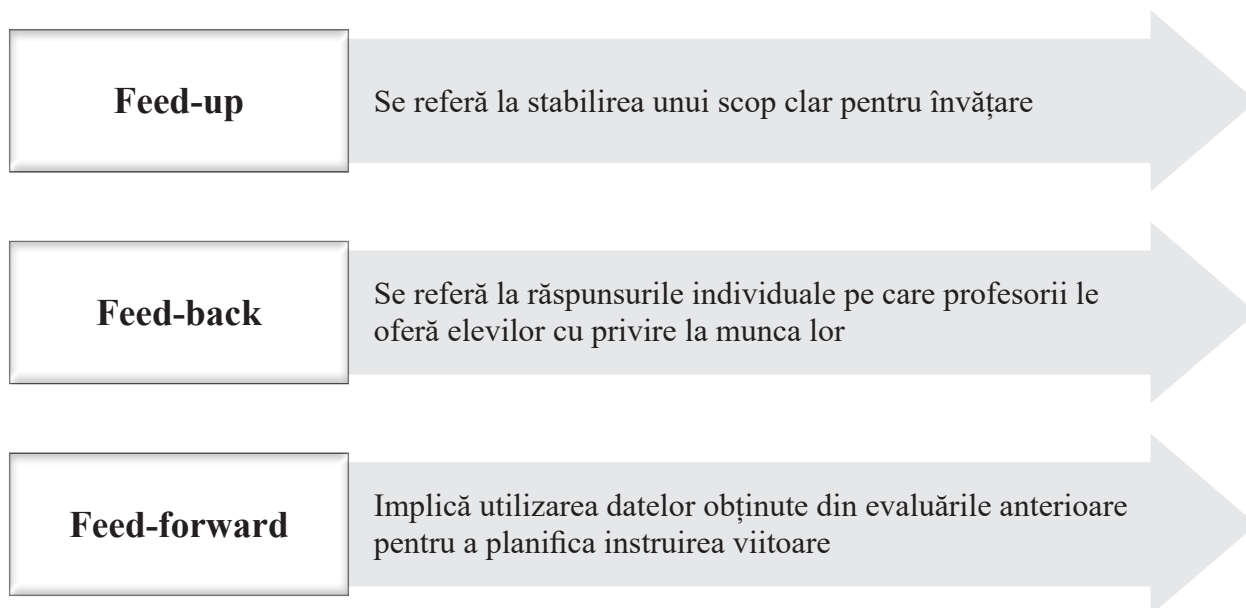 Feed-up
Se referă la stabilirea unui scop clar pentru învățare
Feed-back
Se referă la răspunsurile individuale pe care profesorii le
oferă elevilor cu privire la munca lor
Feed-forward
Implică utilizarea datelor obținute din evaluările anterioare
pentru a planifica instruirea viitoare